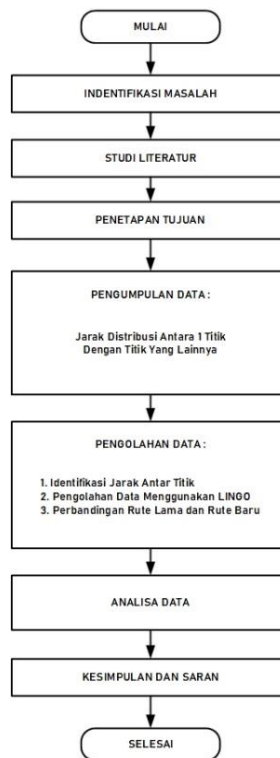 MULAI
INDENTIFIKASI MASALAH
STUDI LITERATUR
PENETAPAN TUJUAN
PENGUMPULAN DATA :
Jarak Distribusi Antara 1 Titik
Dengan Titik Yang Lainnya
PENGOLAHAN DATA :
1. Identifikasi Jarak Antar Titik
2. Pengolahan Data Menggunakan LINGO
3. Perbandingan Rute Lama dan Rute Baru
ANALISA DATA
KESIMPULAN DAN SARAN
SELESAI